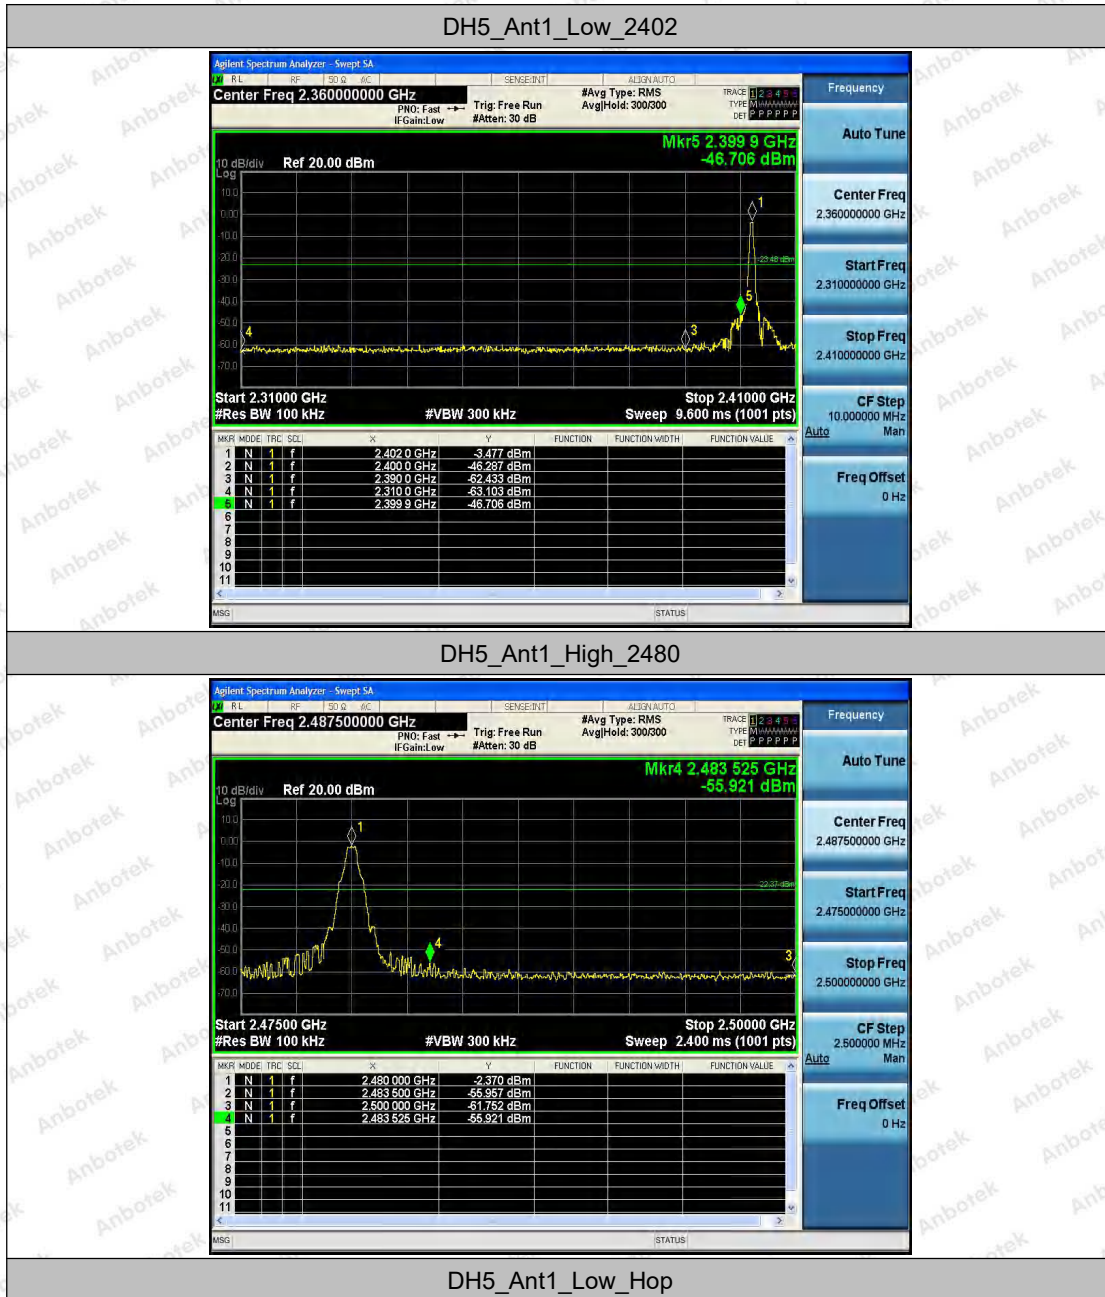 DH5_Ant1_Low_2402
Agilent Spectrum Analyzer - Swept SA
RL RF 50 Ω AC SENSE:INT ALIGN AUTO
Center Freq 2.360000000 GHz
PNO: Fast
IFGain:Low
Trig: Free Run
#Atten: 30 dB
#Avg Type: RMS
Avg|Hold: 300/300
TRACE 1 2 3 4 5 6
TYPE M
DET P P P P P P
Mkr5 2.399 9 GHz
-46.706 dBm
10 dB/div Ref 20.00 dBm
Log
10.0
0.00
-10.0
-20.0
-30.0
-40.0
-50.0
-60.0
-70.0
-23.48 dBm
1
5
3
4
Start 2.31000 GHz Stop 2.41000 GHz
#Res BW 100 kHz #VBW 300 kHz Sweep 9.600 ms (1001 pts)
MKR MODE TRC SCL X Y FUNCTION FUNCTION WIDTH FUNCTION VALUE
1 N 1 f 2.402 0 GHz -3.477 dBm
2 N 1 f 2.400 0 GHz -46.287 dBm
3 N 1 f 2.390 0 GHz -62.433 dBm
4 N 1 f 2.310 0 GHz -63.103 dBm
5 N 1 f 2.399 9 GHz -46.706 dBm
6
7
8
9
10
11
MSG STATUS
Frequency
Auto Tune
Center Freq
2.360000000 GHz
Start Freq
2.310000000 GHz
Stop Freq
2.410000000 GHz
CF Step
10.000000 MHz
Auto Man
Freq Offset
0 Hz
DH5_Ant1_High_2480
Agilent Spectrum Analyzer - Swept SA
RL RF 50 Ω AC SENSE:INT ALIGN AUTO
Center Freq 2.487500000 GHz
PNO: Fast
IFGain:Low
Trig: Free Run
#Atten: 30 dB
#Avg Type: RMS
Avg|Hold: 300/300
TRACE 1 2 3 4 5 6
TYPE M
DET P P P P P P
Mkr4 2.483 525 GHz
-55.921 dBm
10 dB/div Ref 20.00 dBm
Log
10.0
0.00
-10.0
-20.0
-30.0
-40.0
-50.0
-60.0
-70.0
-22.37 dBm
1
4
3
Start 2.47500 GHz Stop 2.50000 GHz
#Res BW 100 kHz #VBW 300 kHz Sweep 2.400 ms (1001 pts)
MKR MODE TRC SCL X Y FUNCTION FUNCTION WIDTH FUNCTION VALUE
1 N 1 f 2.480 000 GHz -2.370 dBm
2 N 1 f 2.483 500 GHz -55.957 dBm
3 N 1 f 2.500 000 GHz -61.752 dBm
4 N 1 f 2.483 525 GHz -55.921 dBm
5
6
7
8
9
10
11
MSG STATUS
Frequency
Auto Tune
Center Freq
2.487500000 GHz
Start Freq
2.475000000 GHz
Stop Freq
2.500000000 GHz
CF Step
2.500000 MHz
Auto Man
Freq Offset
0 Hz
DH5_Ant1_Low_Hop
Anbotek